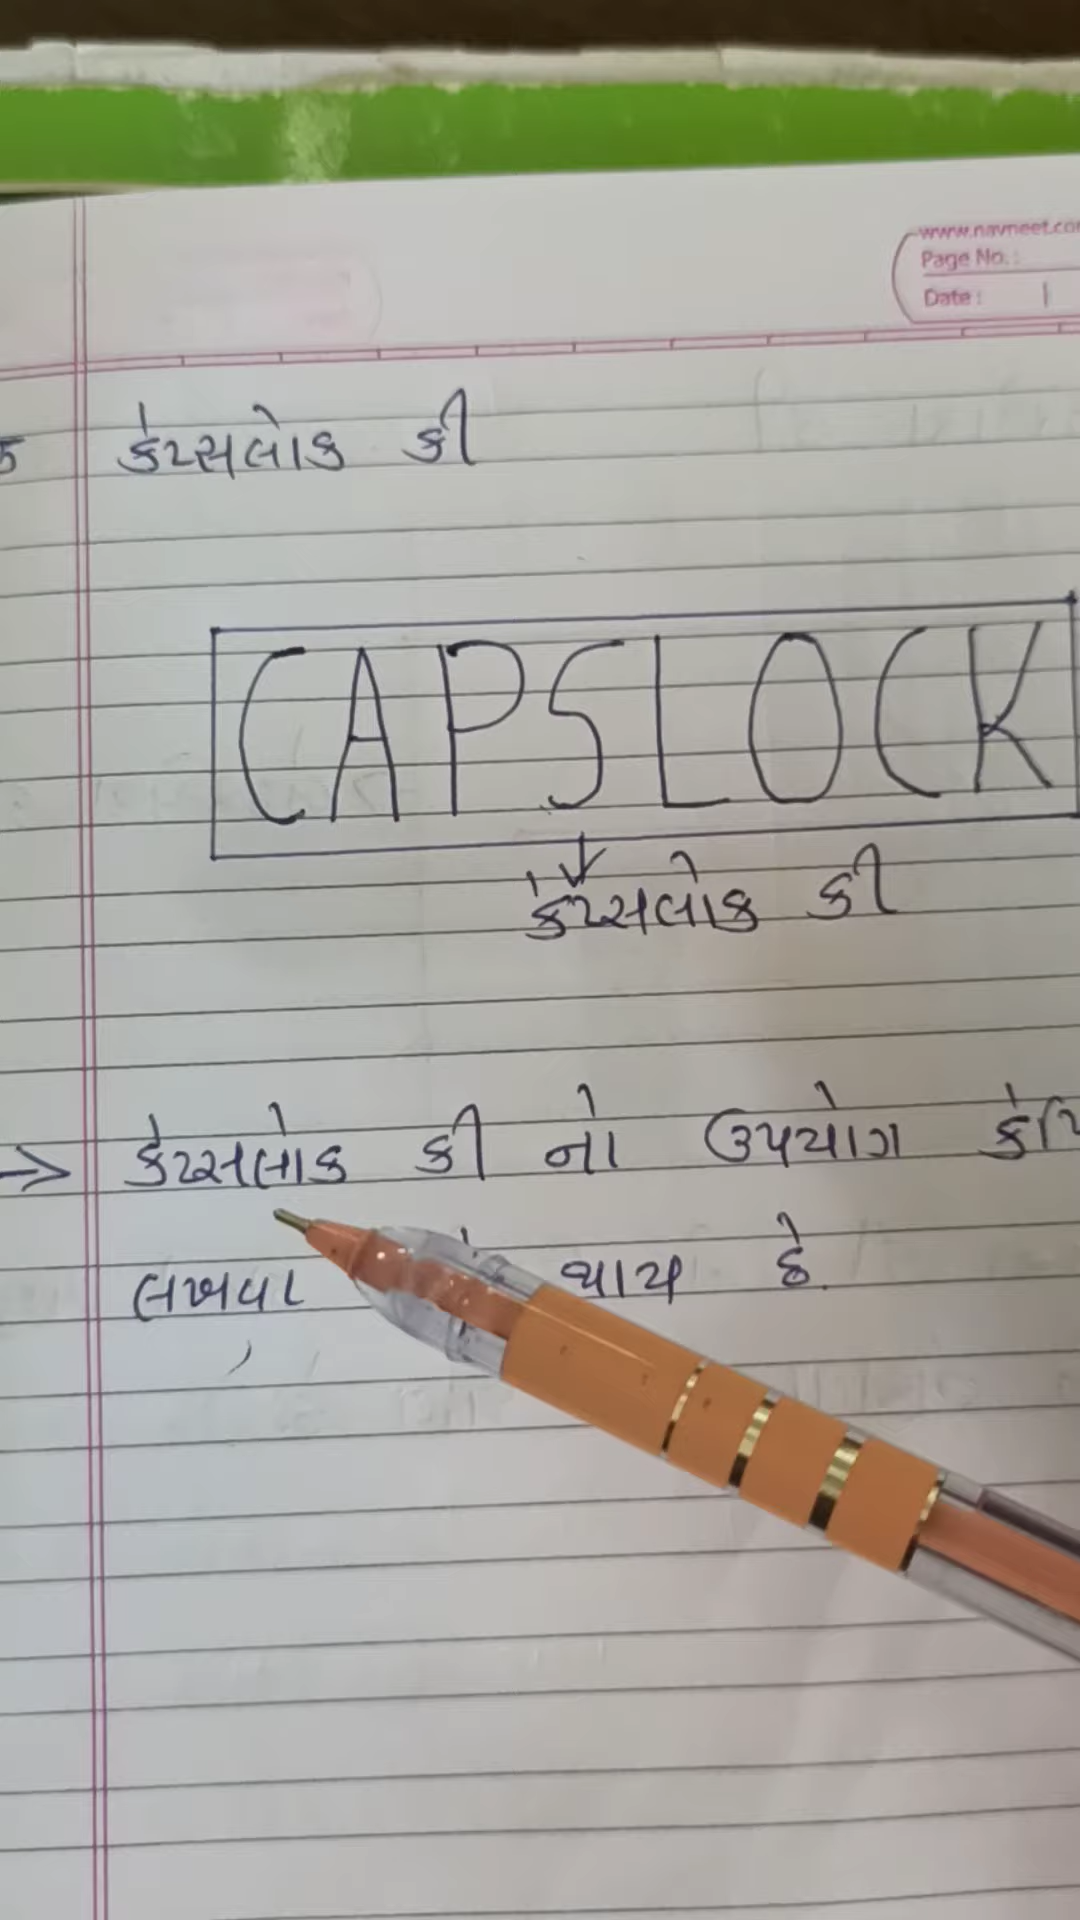 www.navneet.co
Page No. :
Date :
5 કેપ્સલોક કી
CAPSLOCK
કેપ્સલોક કી
→ કેપ્સલોક કી નો ઉપયોગ
લખવા થાય છે.